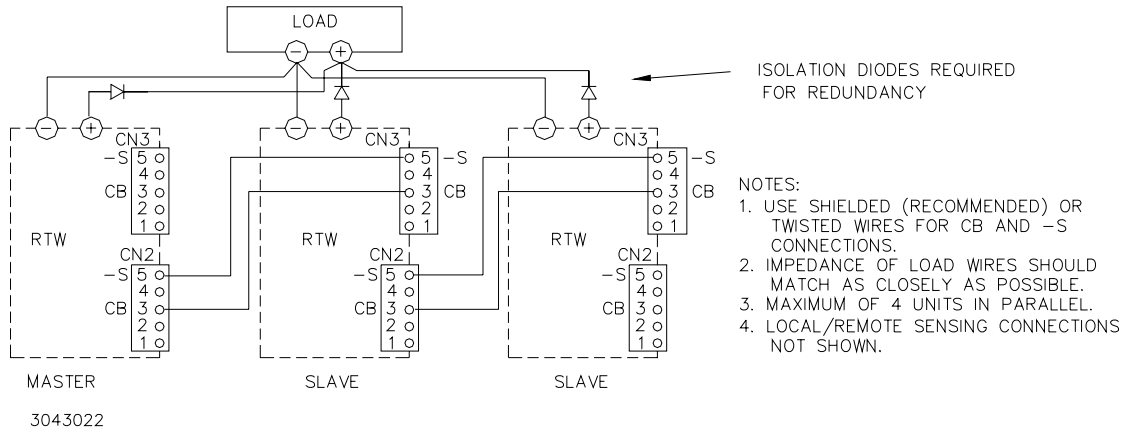 LOAD
− +
ISOLATION DIODES REQUIRED
FOR REDUNDANCY
− +
− +
− +
CN3
−S 5
4
CB 3
2
1
RTW
CN2
−S 5
4
CB 3
2
1
MASTER
CN3
5 −S
4
3 CB
2
1
RTW
CN2
−S 5
4
CB 3
2
1
SLAVE
CN3
5 −S
4
3 CB
2
1
RTW
CN2
−S 5
4
CB 3
2
1
SLAVE
NOTES:
1. USE SHIELDED (RECOMMENDED) OR
TWISTED WIRES FOR CB AND −S
CONNECTIONS.
2. IMPEDANCE OF LOAD WIRES SHOULD
MATCH AS CLOSELY AS POSSIBLE.
3. MAXIMUM OF 4 UNITS IN PARALLEL.
4. LOCAL/REMOTE SENSING CONNECTIONS
NOT SHOWN.
3043022